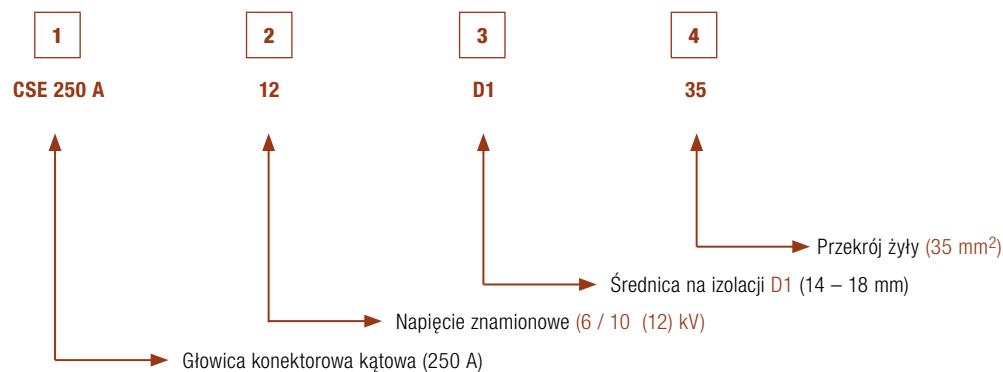 1 2 3 4
CSE 250 A 12 D1 35
Przekrój żyły (35 mm²)
Średnica na izolacji D1 (14 – 18 mm)
Napięcie znamionowe (6 / 10 (12) kV)
Głowica konektorowa kątowa (250 A)